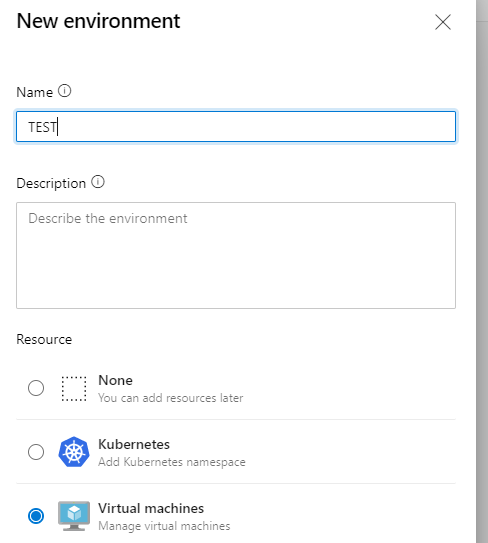 New environment
Name
TEST
Description
Describe the environment
Resource
None
You can add resources later
Kubernetes
Add Kubernetes namespace
Virtual machines
Manage virtual machines